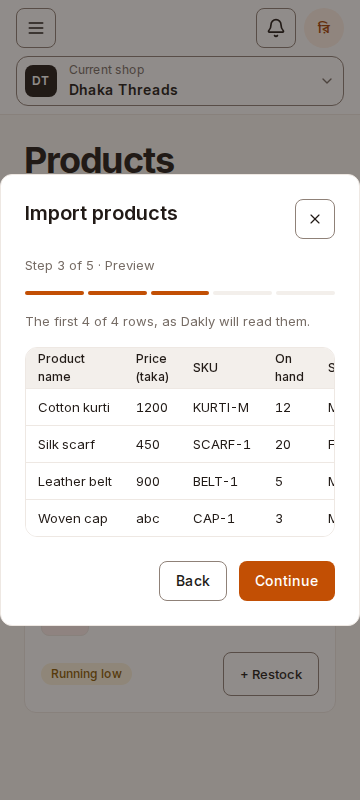 রি
DT
Current shop
Dhaka Threads
Products
Import products
Step 3 of 5 · Preview
The first 4 of 4 rows, as Dakly will read them.
Product name Price (taka) SKU On hand S
Cotton kurti 1200 KURTI-M 12 M
Silk scarf 450 SCARF-1 20 F
Leather belt 900 BELT-1 5 M
Woven cap abc CAP-1 3 M
Back Continue
Running low + Restock